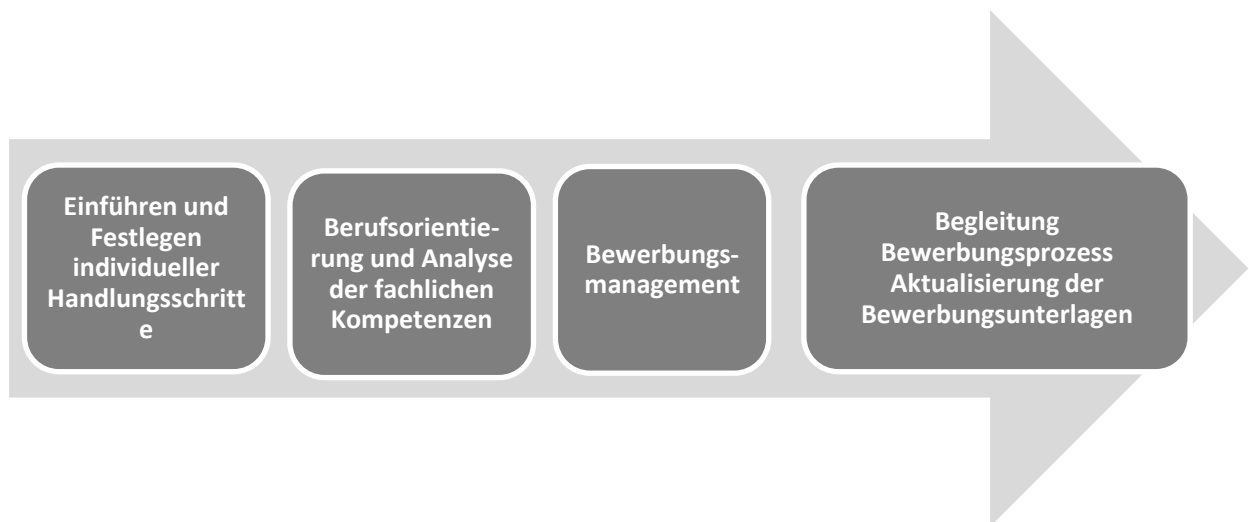 Einführen und
Festlegen
individueller
Handlungsschritt
e
Berufsorientie-
rung und Analyse
der fachlichen
Kompetenzen
Bewerbungs-
management
Begleitung
Bewerbungsprozess
Aktualisierung der
Bewerbungsunterlagen